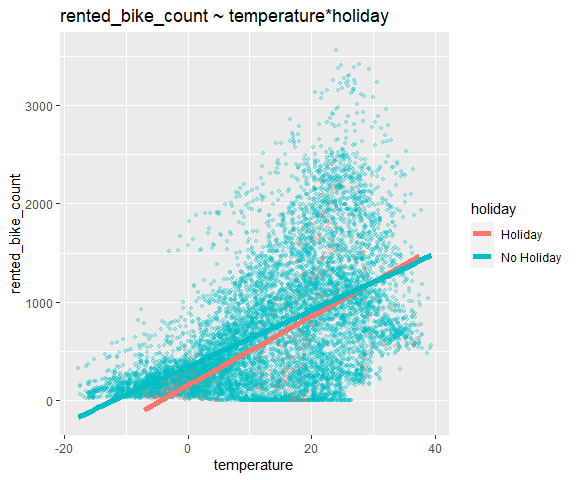 rented_bike_count ~ temperature*holiday
rented_bike_count
3000
2000
1000
0
-20
0
20
40
temperature
holiday
Holiday
No Holiday